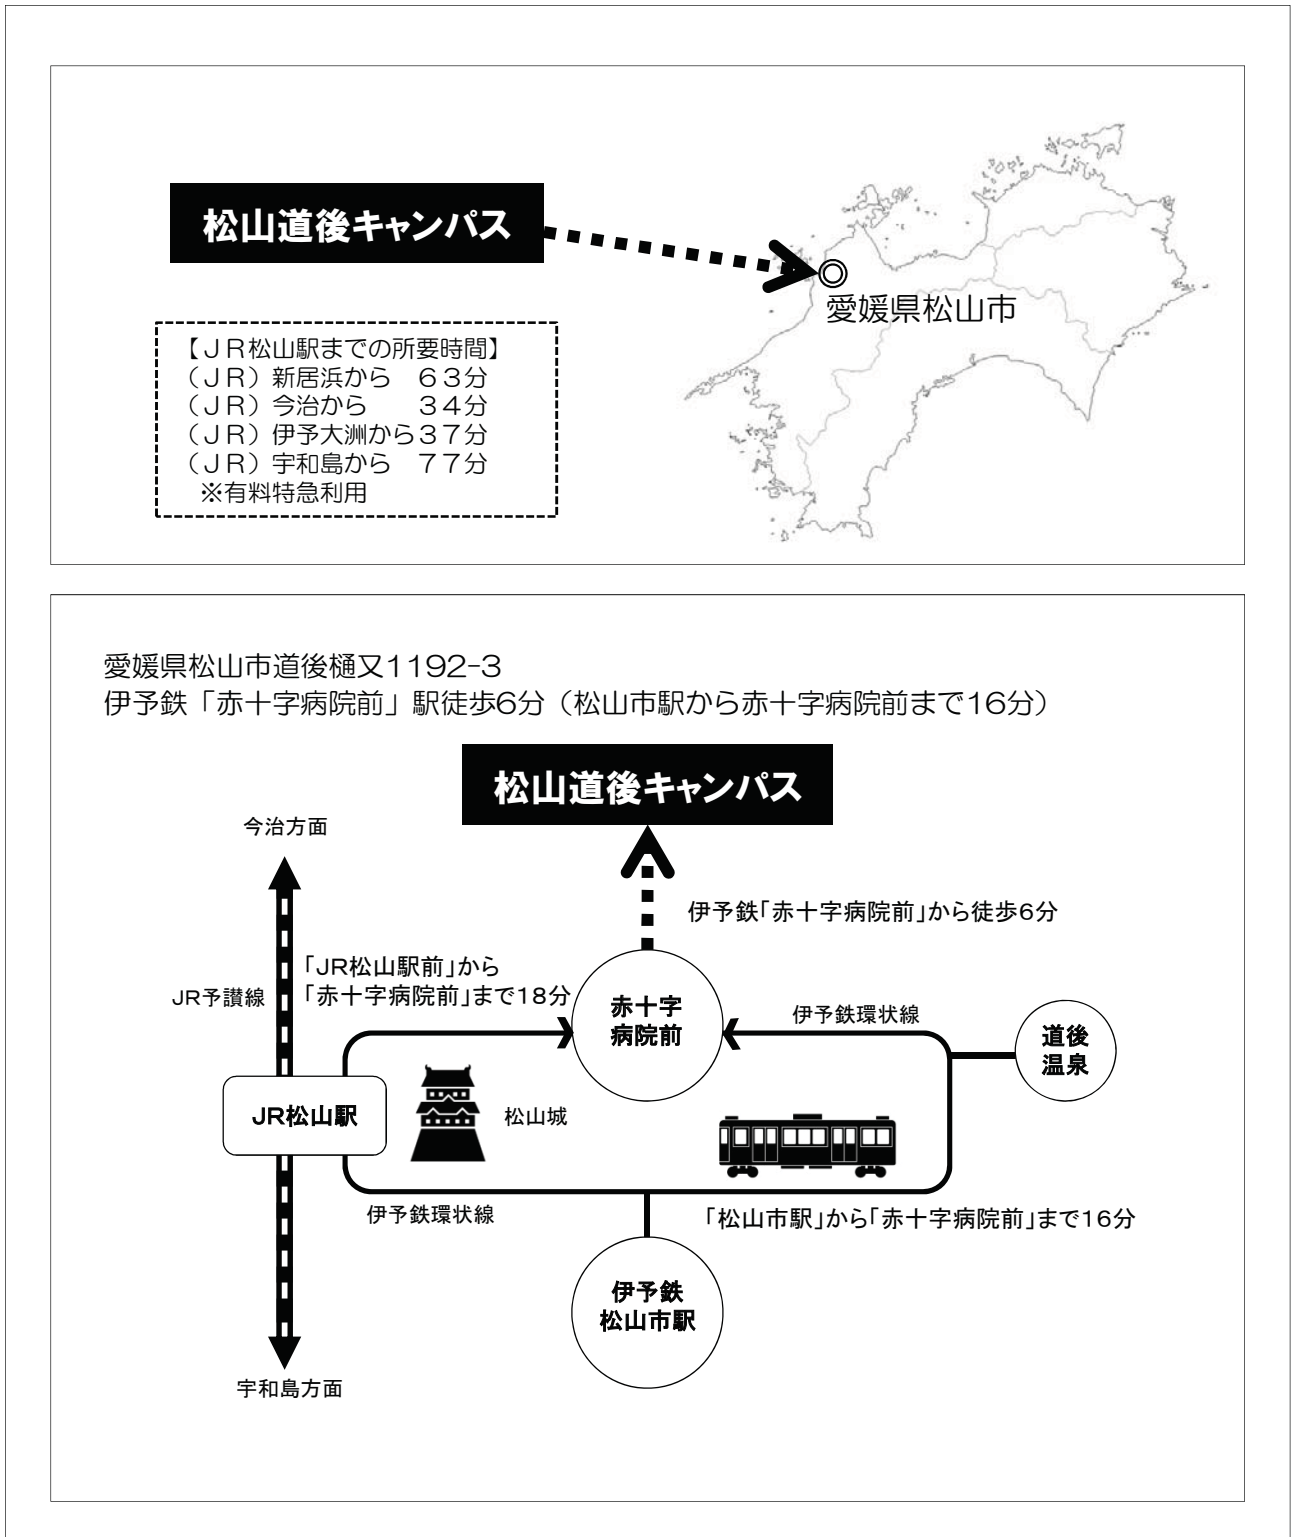 松山道後キャンパス
愛媛県松山市
【ＪＲ松山駅までの所要時間】
（ＪＲ）新居浜から　６３分
（ＪＲ）今治から　　３４分
（ＪＲ）伊予大洲から３７分
（ＪＲ）宇和島から　７７分
※有料特急利用
愛媛県松山市道後樋又1192-3
伊予鉄「赤十字病院前」駅徒歩6分（松山市駅から赤十字病院前まで16分）
松山道後キャンパス
今治方面
伊予鉄「赤十字病院前」から徒歩6分
「JR松山駅前」から
「赤十字病院前」まで18分
JR予讃線
赤十字
病院前
伊予鉄環状線
道後
温泉
JR松山駅
松山城
伊予鉄環状線
「松山市駅」から「赤十字病院前」まで16分
伊予鉄
松山市駅
宇和島方面